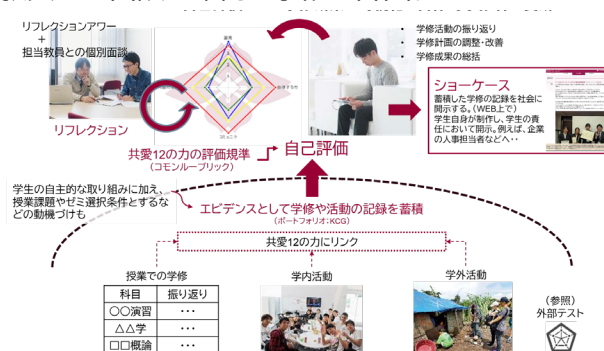 リフレクションアワー
+
担当教員との個別面談
リフレクション
・ 学修活動の振り返り
・ 学修計画の調整・改善
・ 学修成果の総括
ショーケース
蓄積した学修の記録を社会に
開示する。（WEB上で）
学生自身が制作し、学生の責
任において開示。例えば、企業
の人事担当者などへ・・
共愛12の力の評価規準
(コモンルーブリック)
自己評価
学生の自主的な取り組みに加え、
授業課題やゼミ選択条件とするな
どの動機づけも
エビデンスとして学修や活動の記録を蓄積
(ポートフォリオ:KCG)
共愛12の力にリンク
授業での学修
学内活動
学外活動
科目 振り返り
〇〇演習 ・・・
△△学 ・・・
□□概論 ・・・
(参照)
外部テスト